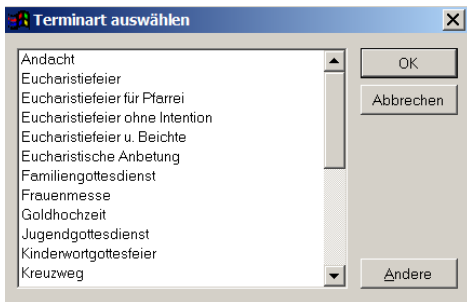 Terminart auswählen
Andacht
Eucharistiefeier
Eucharistiefeier für Pfarrei
Eucharistiefeier ohne Intention
Eucharistiefeier u. Beichte
Eucharistische Anbetung
Familiengottesdienst
Frauenmesse
Goldhochzeit
Jugendgottesdienst
Kinderwortgottesfeier
Kreuzweg
OK
Abbrechen
Andere